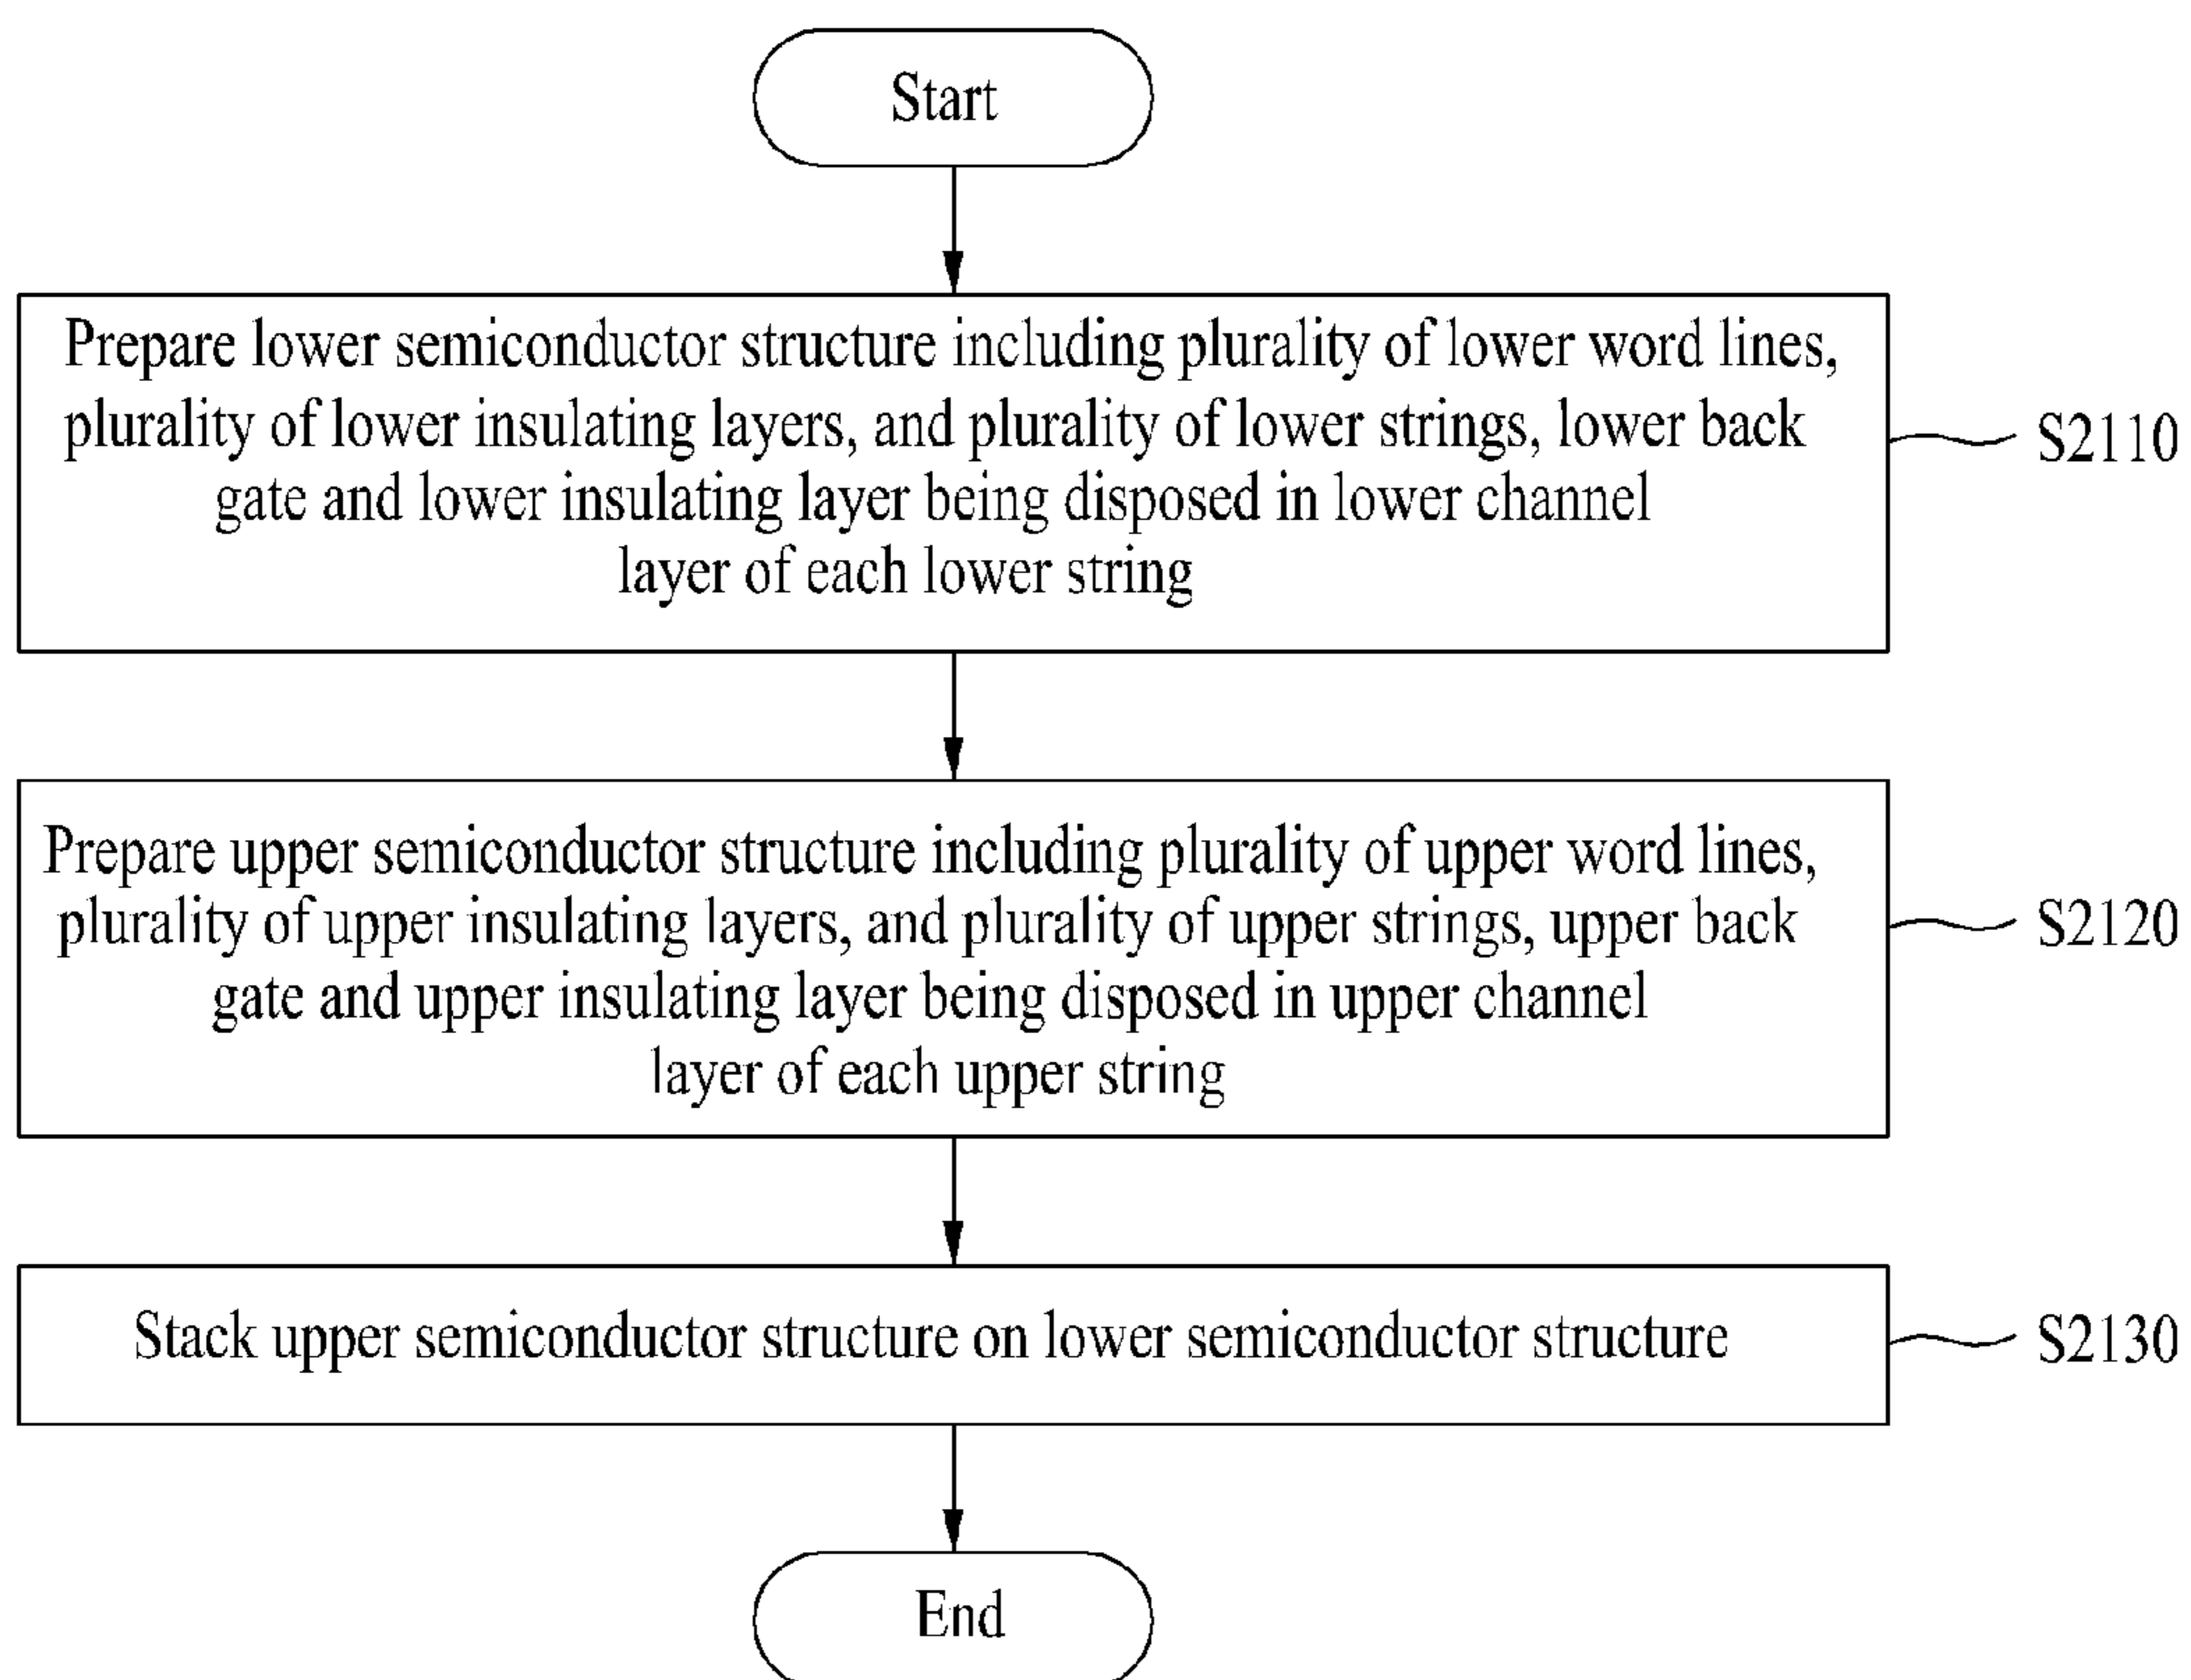 Start
Prepare lower semiconductor structure including plurality of lower word lines,
plurality of lower insulating layers, and plurality of lower strings, lower back
gate and lower insulating layer being disposed in lower channel
layer of each lower string
S2110
Prepare upper semiconductor structure including plurality of upper word lines,
plurality of upper insulating layers, and plurality of upper strings, upper back
gate and upper insulating layer being disposed in upper channel
layer of each upper string
S2120
Stack upper semiconductor structure on lower semiconductor structure
S2130
End